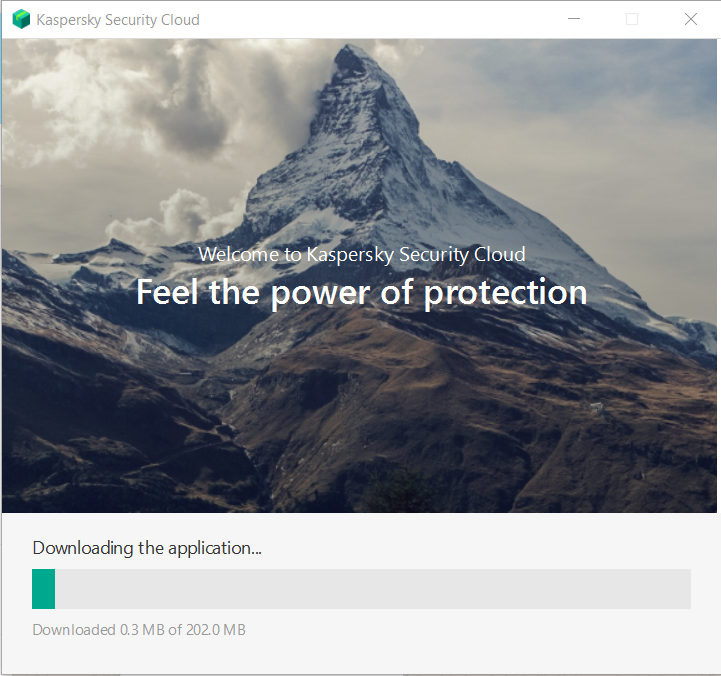 Kaspersky Security Cloud
Welcome to Kaspersky Security Cloud
Feel the power of protection
Downloading the application...
Downloaded 0.3 MB of 202.0 MB